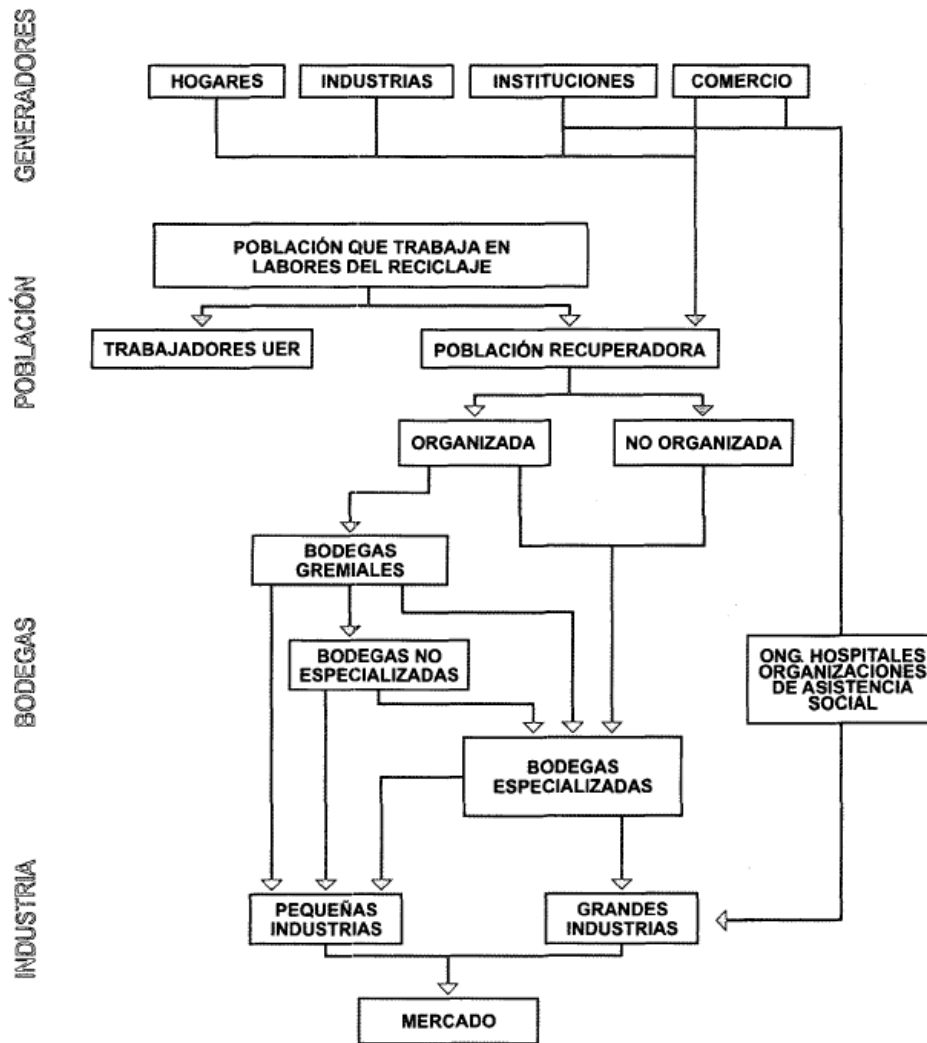 GENERADORES
HOGARES
INDUSTRIAS
INSTITUCIONES
COMERCIO
POBLACIÓN
POBLACIÓN QUE TRABAJA EN
LABORES DEL RECICLAJE
TRABAJADORES UER
POBLACIÓN RECUPERADORA
ORGANIZADA
NO ORGANIZADA
BODEGAS
BODEGAS
GREMIALES
BODEGAS NO
ESPECIALIZADAS
ONG. HOSPITALES
ORGANIZACIONES
DE ASISTENCIA
SOCIAL
BODEGAS
ESPECIALIZADAS
INDUSTRIA
PEQUEÑAS
INDUSTRIAS
GRANDES
INDUSTRIAS
MERCADO